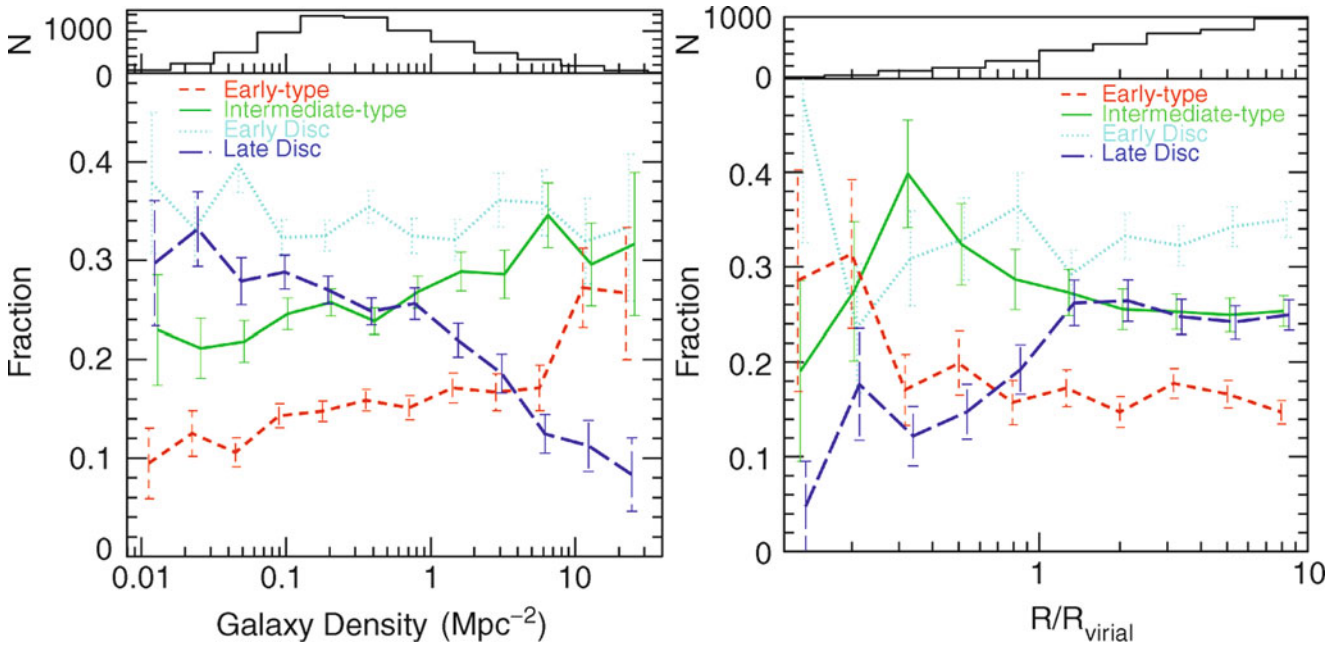 N
1000
0
Early-type
Intermediate-type
Early Disc
Late Disc
Fraction
0.4
0.3
0.2
0.1
0
0.01
0.1
1
10
Galaxy Density (Mpc⁻²)
N
1000
0
Early-type
Intermediate-type
Early Disc
Late Disc
Fraction
0.4
0.3
0.2
0.1
0
1
10
R/R_virial